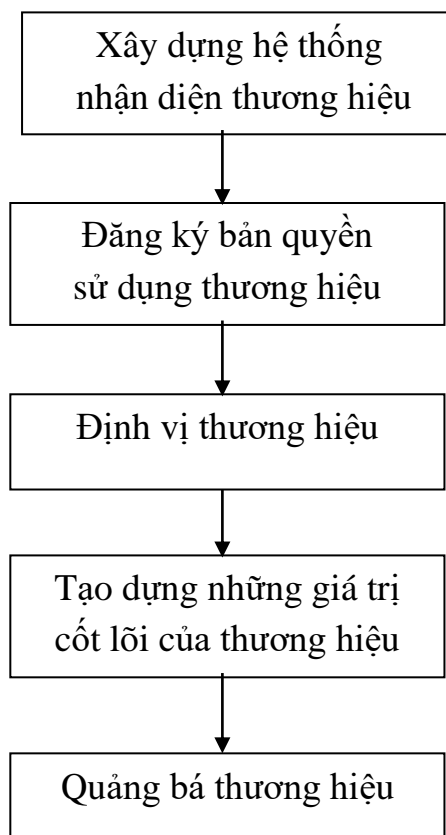 Xây dựng hệ thống
nhận diện thương hiệu
Đăng ký bản quyền
sử dụng thương hiệu
Định vị thương hiệu
Tạo dựng những giá trị
cốt lõi của thương hiệu
Quảng bá thương hiệu